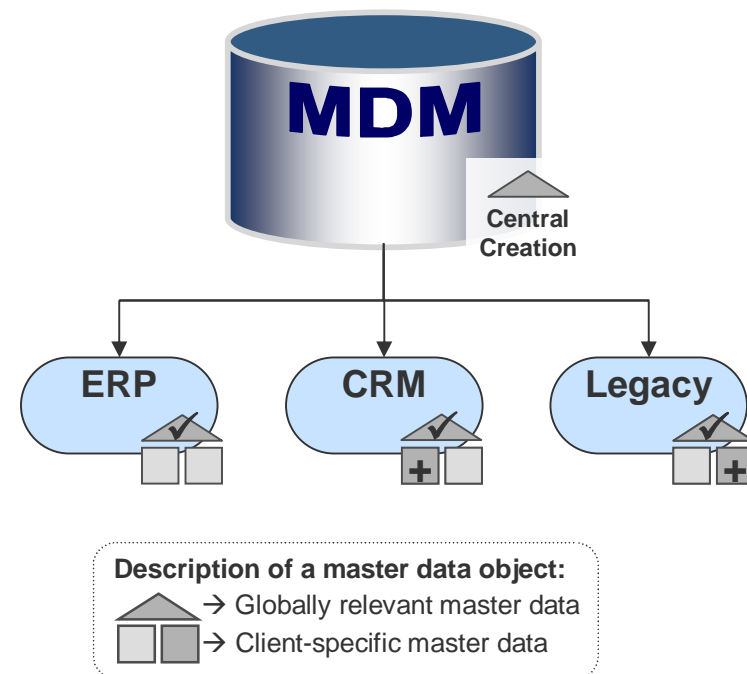 MDM
Central
Creation
ERP
CRM
Legacy
+
+
Description of a master data object:
→ Globally relevant master data
→ Client-specific master data